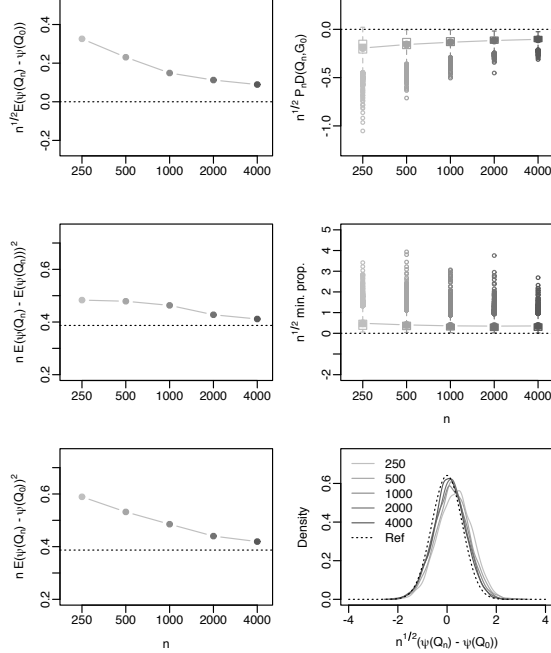 n^{1/2}E(ψ(Q_n) - ψ(Q_0))
-0.2 0.0 0.2 0.4
250 500 1000 2000 4000
n^{1/2} P_nD(Q_n,G_0)
-1.0 -0.5 0.0
250 500 1000 2000 4000
n E(ψ(Q_n) - E(ψ(Q_n)))^2
0.2 0.4 0.6
250 500 1000 2000 4000
n^{1/2} min. prop.
-2 0 1 2 3 4 5
250 500 1000 2000 4000
n
n E(ψ(Q_n) - ψ(Q_0))^2
0.2 0.4 0.6
250 500 1000 2000 4000
n
Density
0.0 0.2 0.4 0.6
250
500
1000
2000
4000
Ref
-4 -2 0 2 4
n^{1/2}(ψ(Q_n) - ψ(Q_0))